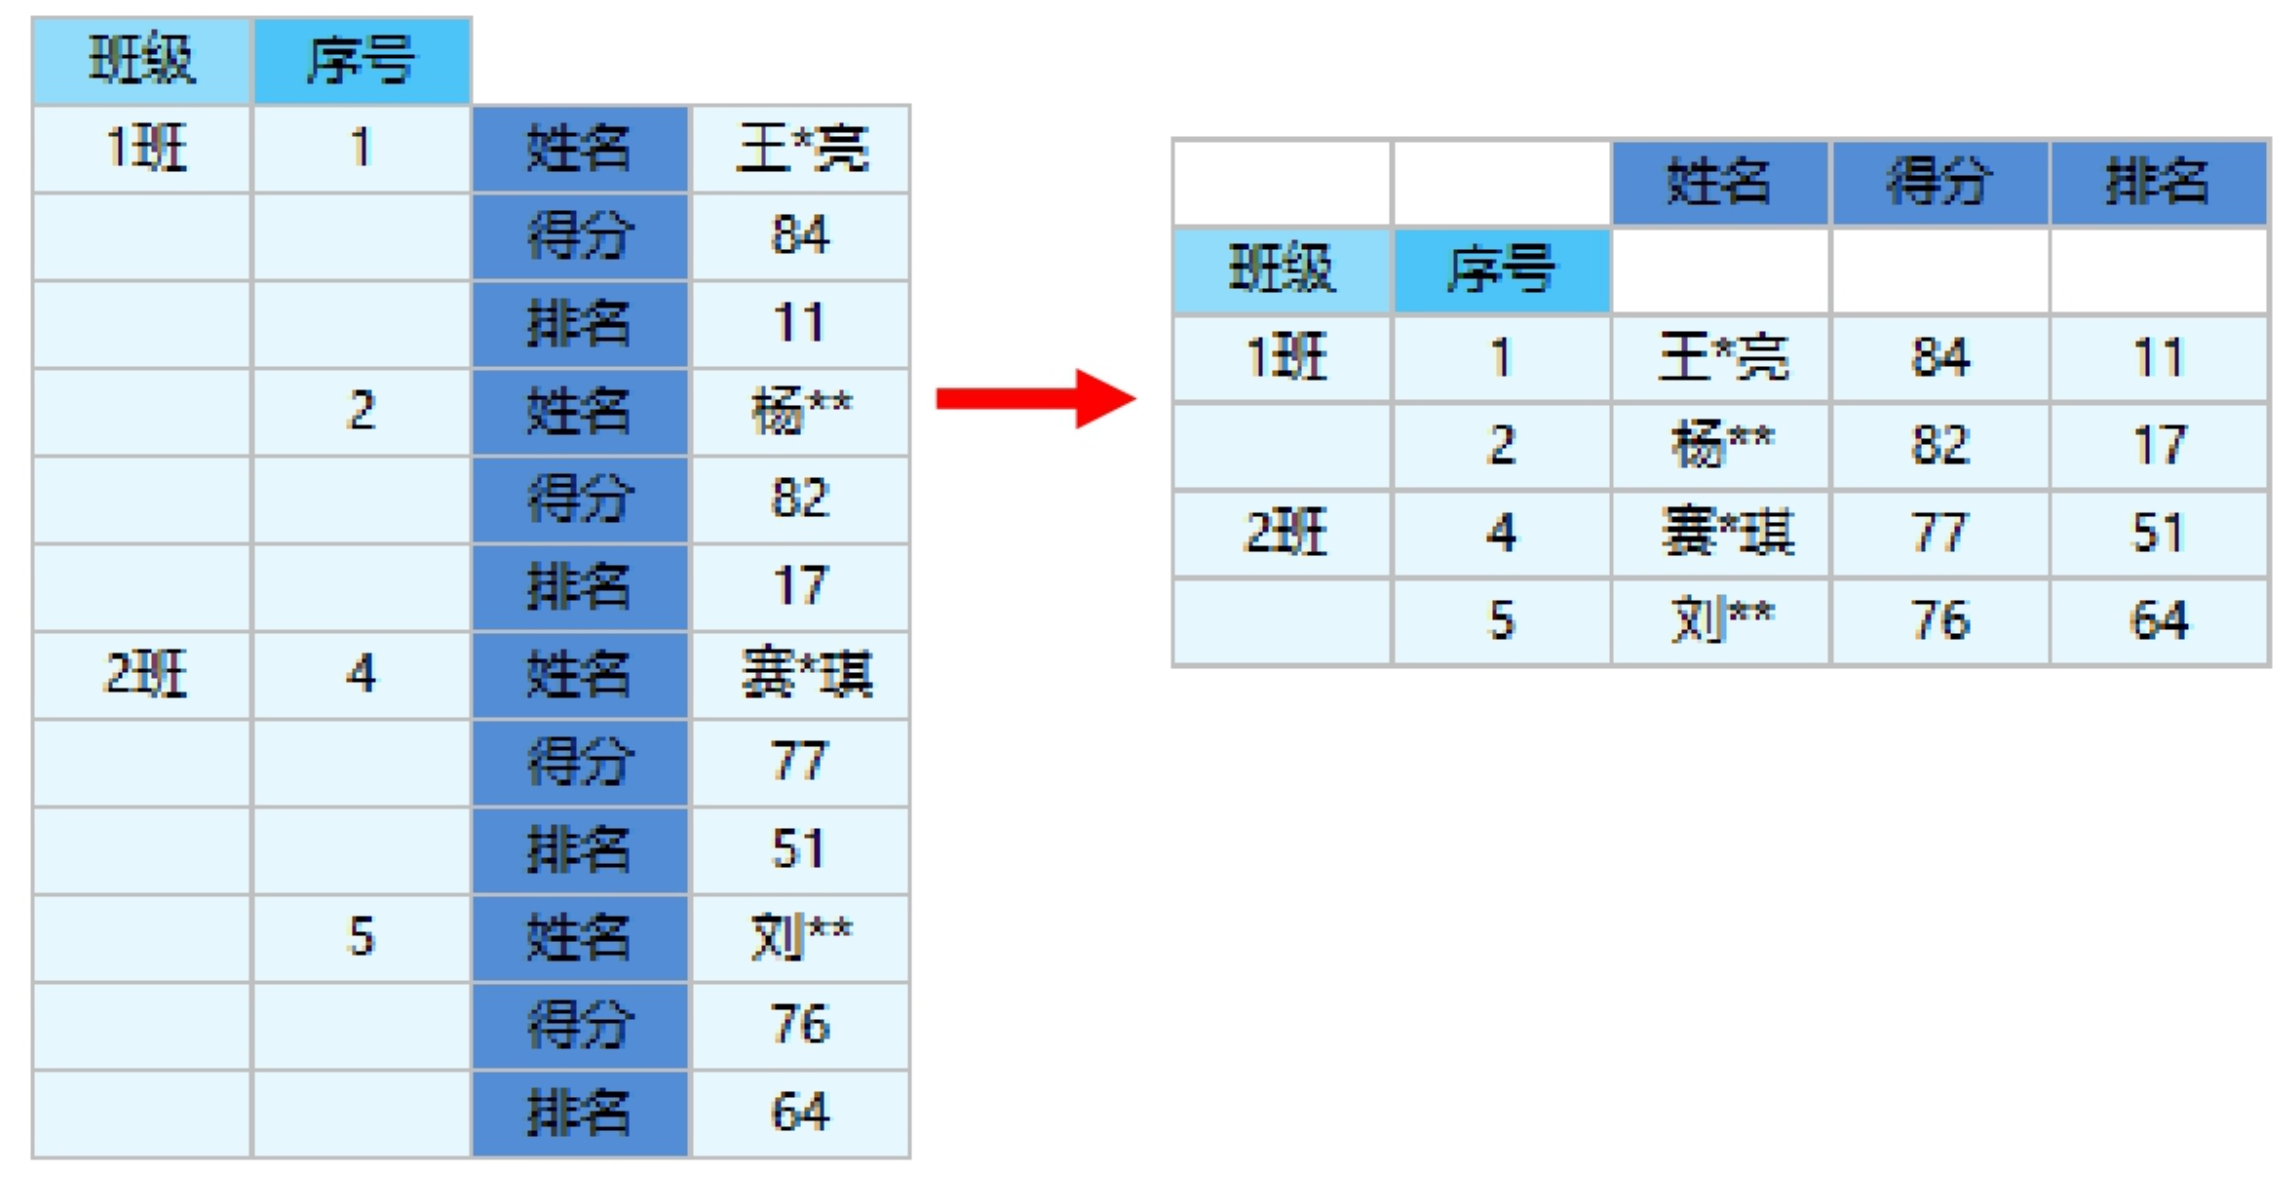 班级 序号
1班 1 姓名 王*亮
得分 84
排名 11
2 姓名 杨**
得分 82
排名 17
2班 4 姓名 赛*琪
得分 77
排名 51
5 姓名 刘**
得分 76
排名 64
姓名 得分 排名
班级 序号
1班 1 王*亮 84 11
2 杨** 82 17
2班 4 赛*琪 77 51
5 刘** 76 64